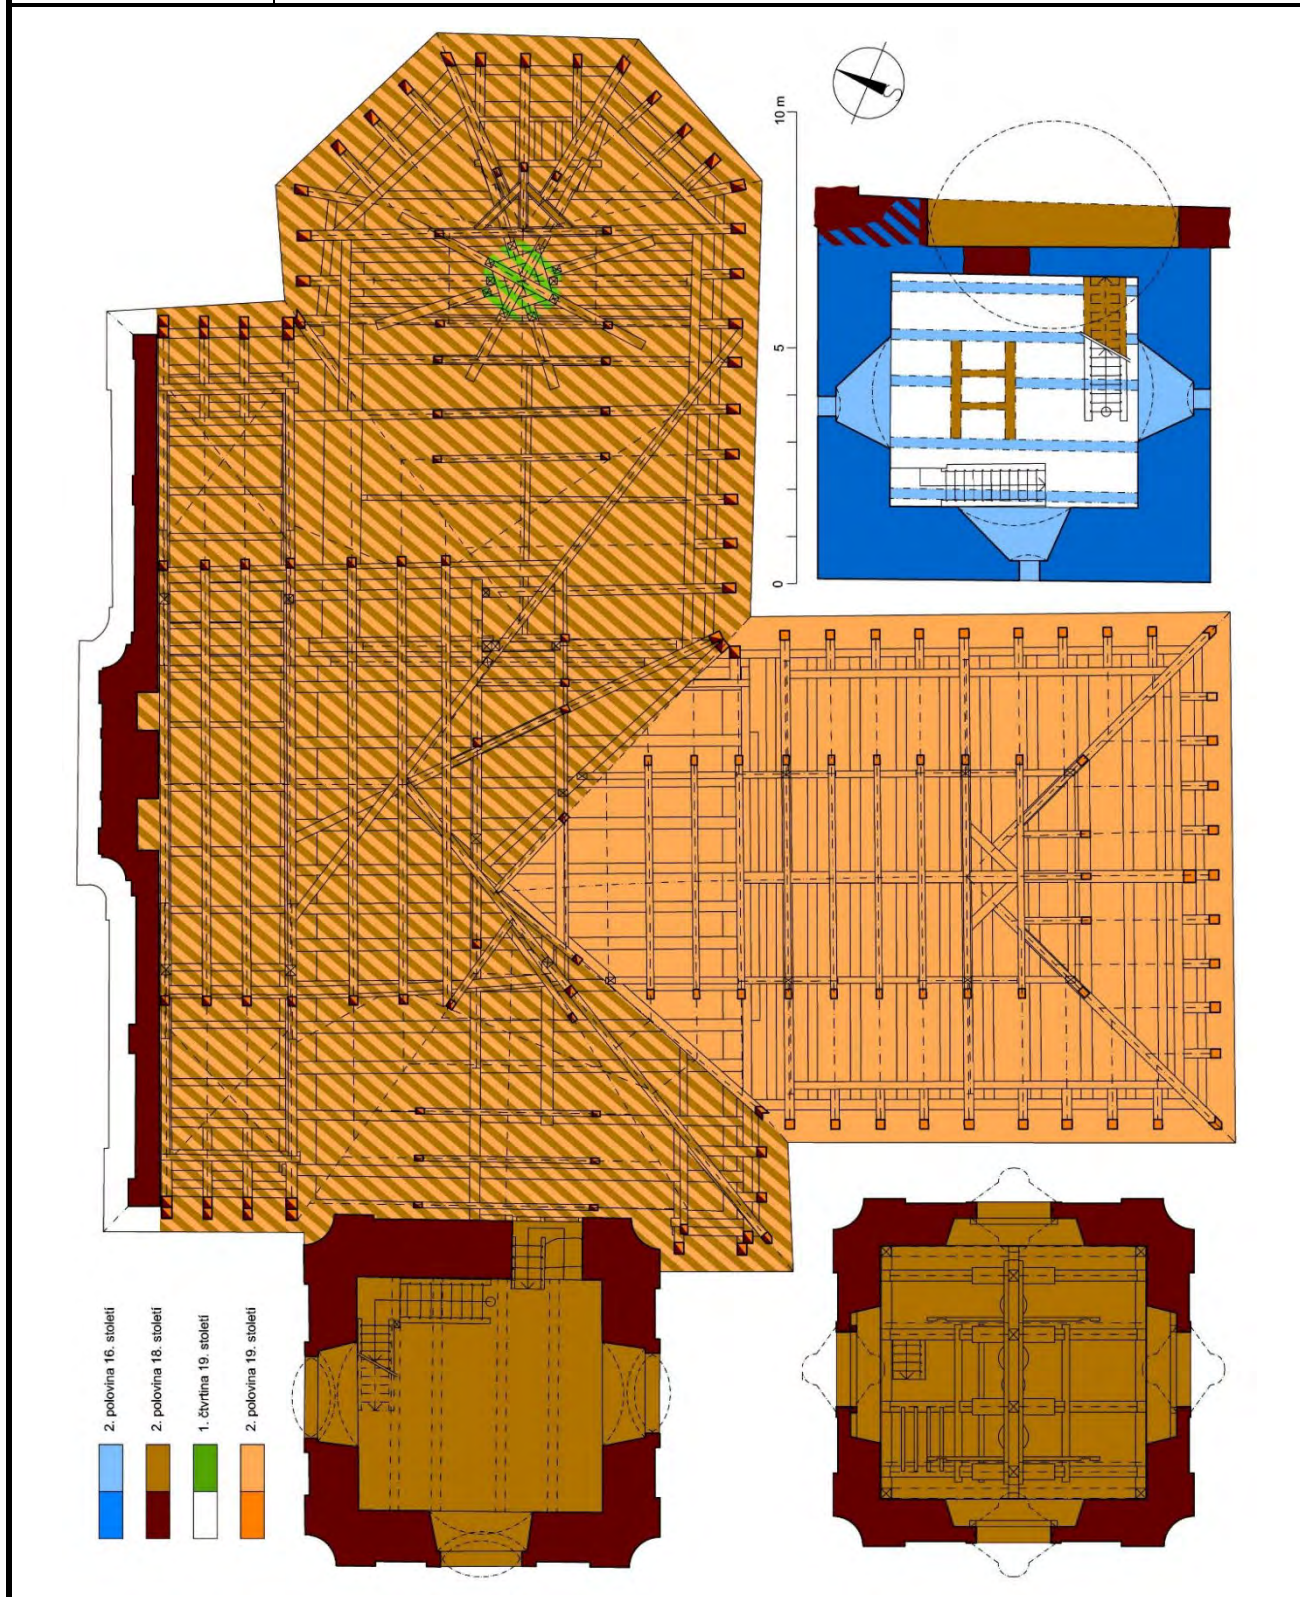 10 m
5
0
2. polovina 16. století
2. polovina 18. století
1. čtvrtina 19. století
2. polovina 19. století